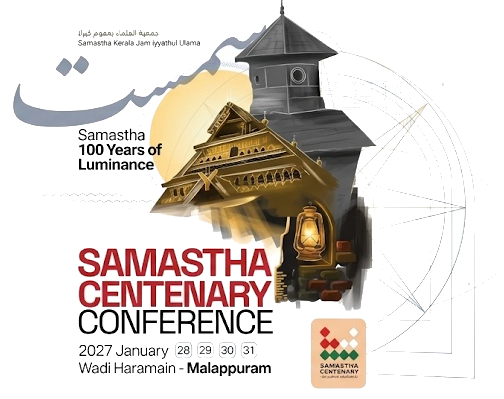 جمعية العلماء بعموم كيرلا
Samastha Kerala Jam iyyathul Ulama
سمست
Samastha
100 Years of
Luminance
SAMASTHA
CENTENARY
CONFERENCE
2027 January 28 29 30 31
Wadi Haramain - Malappuram
SAMASTHA
CENTENARY